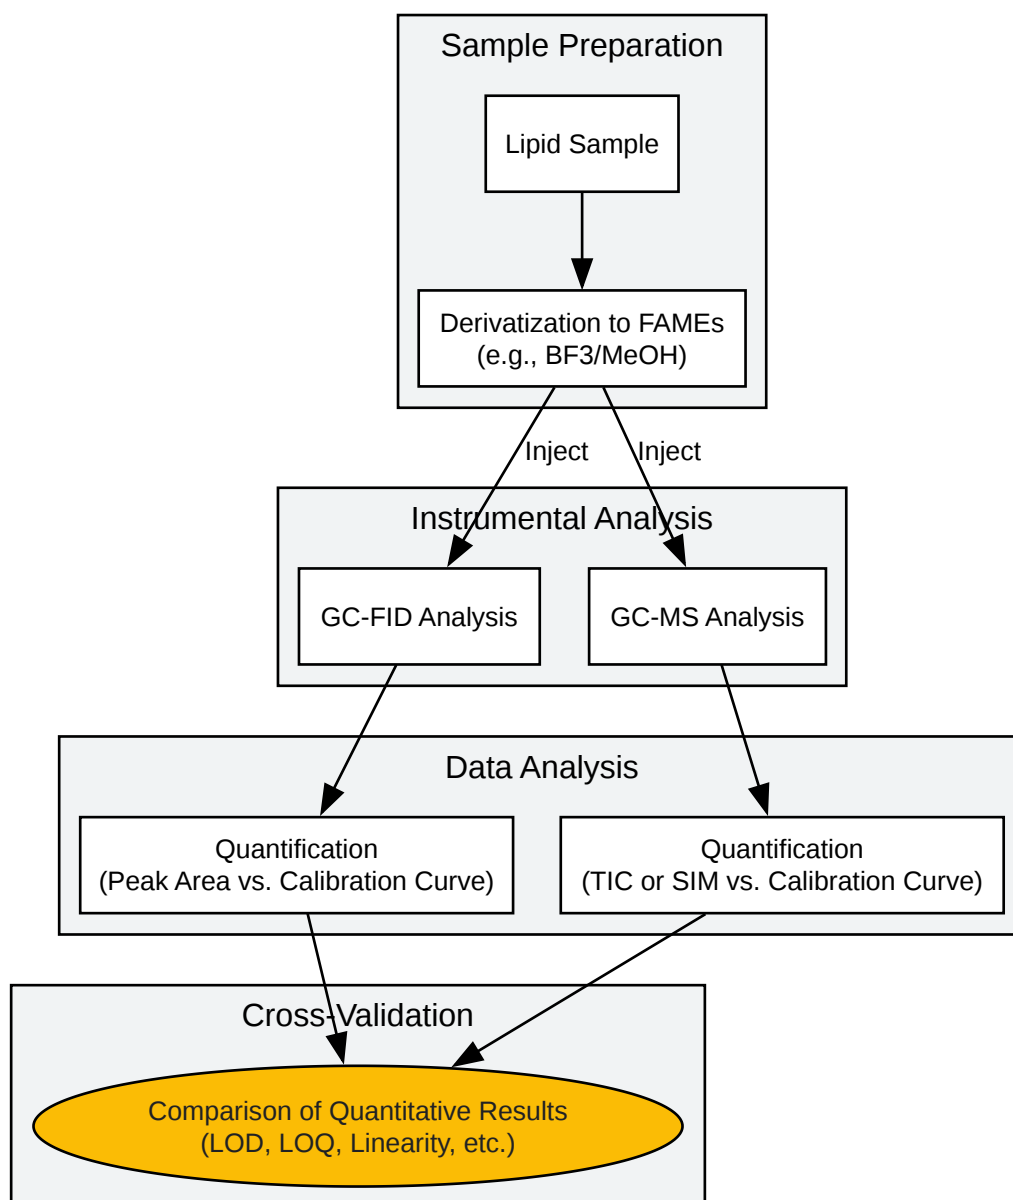 Sample Preparation
Lipid Sample
Derivatization to FAMEs
(e.g., BF3/MeOH)
Inject
Inject
Instrumental Analysis
GC-FID Analysis
GC-MS Analysis
Data Analysis
Quantification
(Peak Area vs. Calibration Curve)
Quantification
(TIC or SIM vs. Calibration Curve)
Cross-Validation
Comparison of Quantitative Results
(LOD, LOQ, Linearity, etc.)